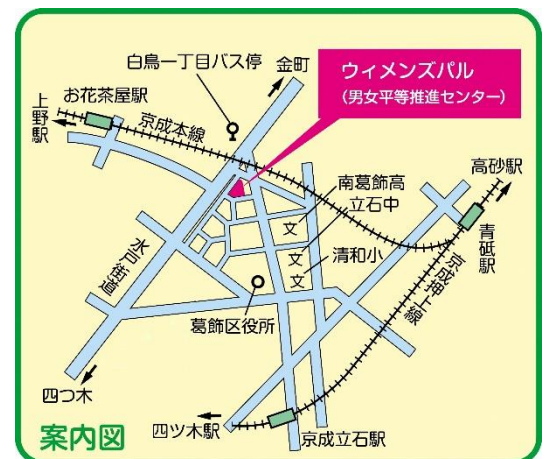 白鳥一丁目バス停
金町
ウィメンズパル
(男女平等推進センター)
お花茶屋駅
上野駅
京成本線
高砂駅
南葛飾高
立石中
文
青砥駅
文
清和小
文
水戸街道
京成押上線
葛飾区役所
四つ木
四ツ木駅
京成立石駅
案内図